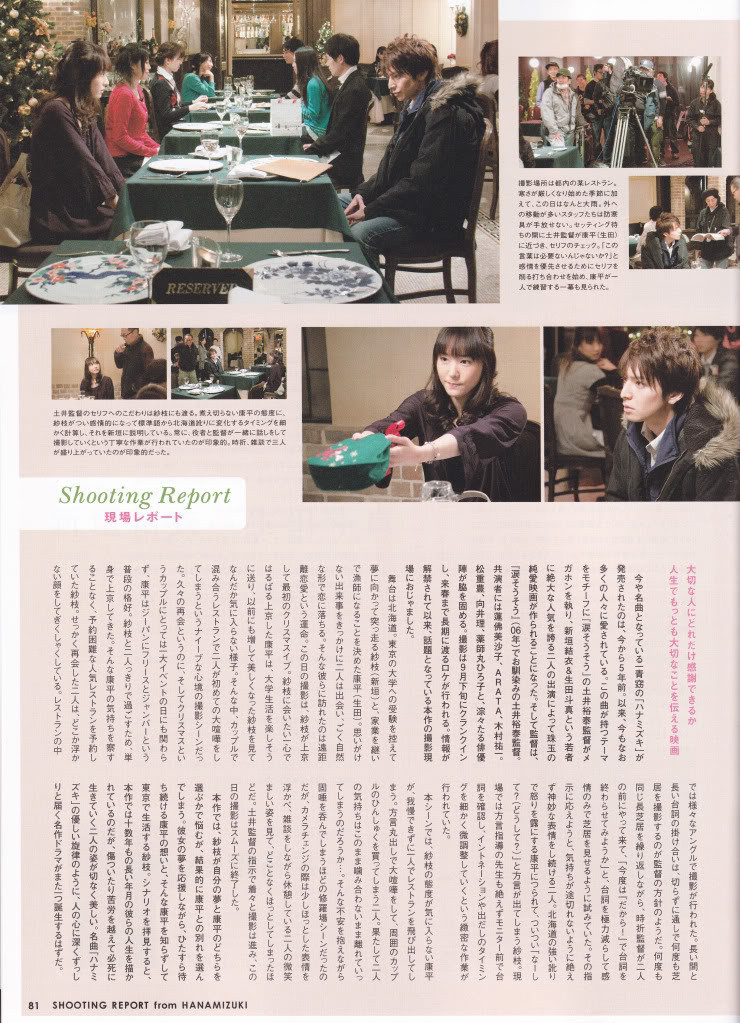 RESERVED
撮影場所は都内の某レストラン。
寒さが厳しくなり始めた季節に加
えて、この日はなんと大雨。外へ
の移動が多いスタッフたちは防寒
具が手放せない。セッティング待
ちの間に土井監督が康平（生田）
に近づき、セリフのチェック。「この
言葉は必要ないんじゃないか?」と
感情を優先させるためにセリフを
削る打ち合わせを始め、康平が一
人で練習する一幕も見られた。
土井監督のセリフへのこだわりは紗枝にも迫る。煮え切らない康平の態度に、
紗枝がつい感情的になって標準語から北海道訛りに変化するタイミングを細
かく計算し、それを新垣に説明している。常に、役者と監督が一緒に話しをして
撮影していくという丁寧な作業が行われていたのが印象的。時折、雑談で三人
が盛り上がっていたのが印象的だった。
Shooting Report
現場レポート
大切な人にどれだけ感謝できるか
人生でもっとも大切なことを伝える映画
今や名曲となっている一青窈の「ハナミズキ」が
発売されたのは、今から5年前。以来、今もなお
多くの人々に愛されている。この曲が持つテーマ
をモチーフに『涙そうそう』の土井裕泰監督がメ
ガホンを執り、新垣結衣&生田斗真という若者
に絶大な人気を誇る二人の出演によって珠玉の
純愛映画が作られることになった。そして監督は、
『涙そうそう』（06年）でお馴染みの土井裕泰監督。
共演者には蓮佛美沙子、ARATA、木村祐一、
松重豊、向井理、薬師丸ひろ子と、凛々たる俳優
陣が脇を固める。撮影は9月下旬にクランクイン
し、来春まで長期に渡るロケが行われる。情報が
解禁されて以来、話題となっている本作の撮影現
場におじゃました。
舞台は北海道。東京の大学への受験を控えて
夢に向かって突っ走る紗枝（新垣）と、家業を継い
で漁師になることを決めた康平（生田）。思いがけ
ない出来事をきっかけに二人は出会い、ごく自然
な形で恋に落ちる。そんな彼らに訪れたのは遠距
離恋愛という運命。この日の撮影は、紗枝が上京
して最初のクリスマスイブ。紗枝に会いたい一心で
はるばる上京した康平は、大学生活を楽しそう
に送り、以前にも増して美しくなった紗枝を見て
なんだか気に入らない様子。そんな中、カップルで
混み合うレストランで二人が初めての大喧嘩をし
てしまうというナイーブな心境の撮影シーンだっ
た。久々の再会というのに、そしてクリスマスとい
うカップルにとっては一大イベントの日にも関わら
ず、康平はジーパンにフリースとジャンパーという
普段の格好。紗枝と二人っきりで過ごすため、単
身で上京してきた。そんな康平の気持ちを察す
ることなく、予約困難な人気レストランを予約し
ていた紗枝。せっかく再会した二人は、どこか浮か
ない顔をしてぎくしゃくしている。レストランの中
では様々なアングルで撮影が行われた。長い間と
長い台詞の掛け合いは、切らずに通しで何度も芝
居を撮影するのが監督の方針のようだ。何度も
同じ長芝居を繰り返しながら、時折監督が二人
の前にやって来て、「今度は『だから!』で台詞を
終わらせてみようか」と、台詞を極力減らして感
情のみで芝居を見せるように試みていた。その指
示に応えようと、気持ちが途切れないように絶え
ず神妙な表情をし続ける二人。北海道の強い訛り
で怒りを露にする康平につられて、ついつい「なーし
て?（どうして?）」と方言が出てしまう紗枝。現
場では方言指導の先生も絶えずモニター前で台
詞を確認し、イントネーションや出だしのタイミン
グを細かく微調整していくという緻密な作業が
行われていた。
本シーンでは、紗枝の態度が気に入らない康平
が、我慢できずに二人でレストランを飛び出してし
まう。方言丸出しで大喧嘩をして、周囲のカップ
ルのひんしゅくを買ってしまう二人。果たして二人
の気持ちはこのまま噛み合わないまま離れていっ
てしまうのだろうか…。そんな不安を抱えながら
固唾を呑んでしまうほどの修羅場シーンだったの
だが、カメラチェンジの際は少しほっとした表情を
浮かべ、雑談をしながら休憩している二人の微笑
ましい姿を見て、どことなくほっとしてしまったほ
どだ。土井監督の指示で、着々と撮影は進み、この
日の撮影はスムーズに終了した。
本作では、紗枝が自分の夢と康平のどちらを
選ぶかで悩むが、結果的に康平との別れを選ん
でしまう。彼女の夢を応援しながら、ひたすら待
ち続ける康平の想いと、そんな康平を知らずして
東京で生活する紗枝。シナリオを拝見すると、
本作では十数年もの長い年月の彼らの人生が描か
れているのだが、傷ついたり苦労を越えて必死に
生きていく二人の姿が切なく美しい。名曲『ハナミ
ズキ』の優しい旋律のように、人の心に深くずっし
りと届く名作ドラマがまた一つ誕生するはずだ。
81 SHOOTING REPORT from HANAMIZUKI